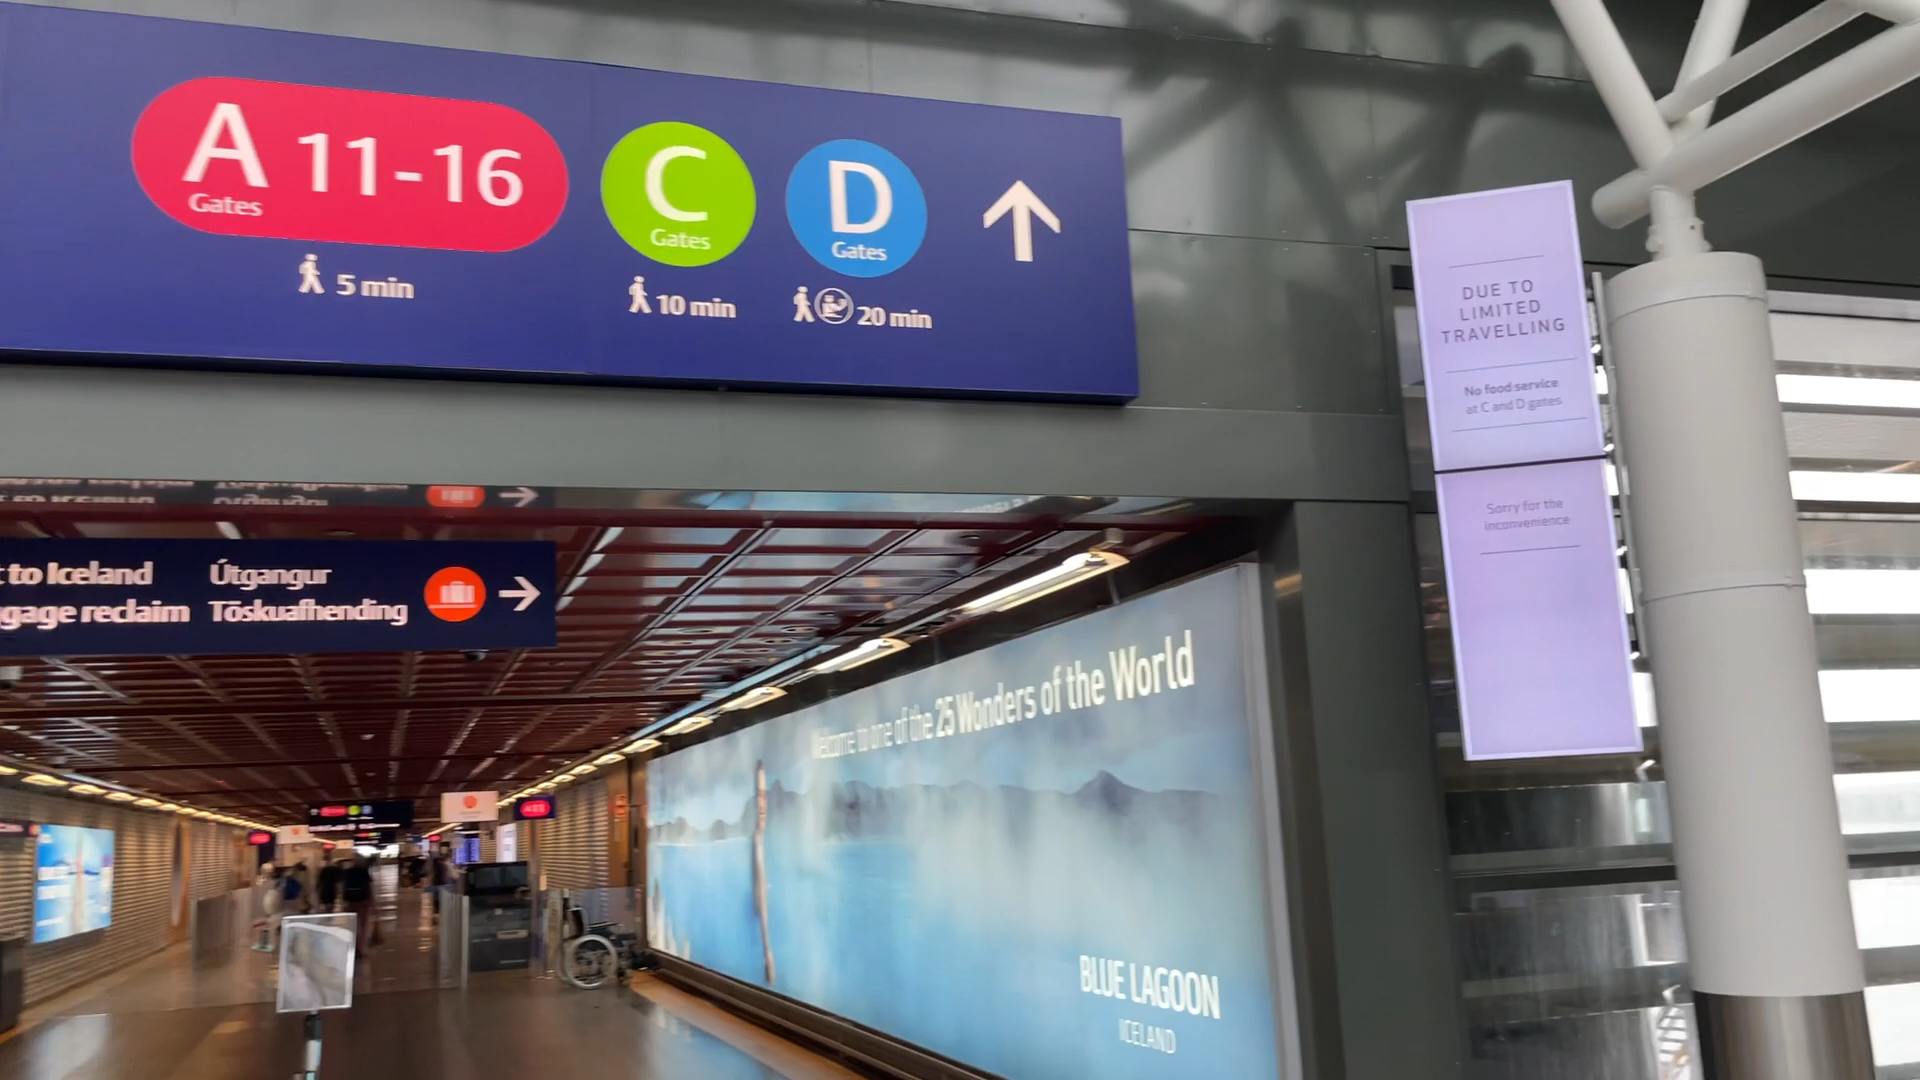 A 11-16
Gates
5 min
C
Gates
10 min
D
Gates
20 min
DUE TO
LIMITED
TRAVELLING
No food service
at C and D gates
Sorry for the
inconvenience
to Iceland
Útgangur
reclaim
Töskuafhending
Welcome to one of the 25 Wonders of the World
BLUE LAGOON
ICELAND